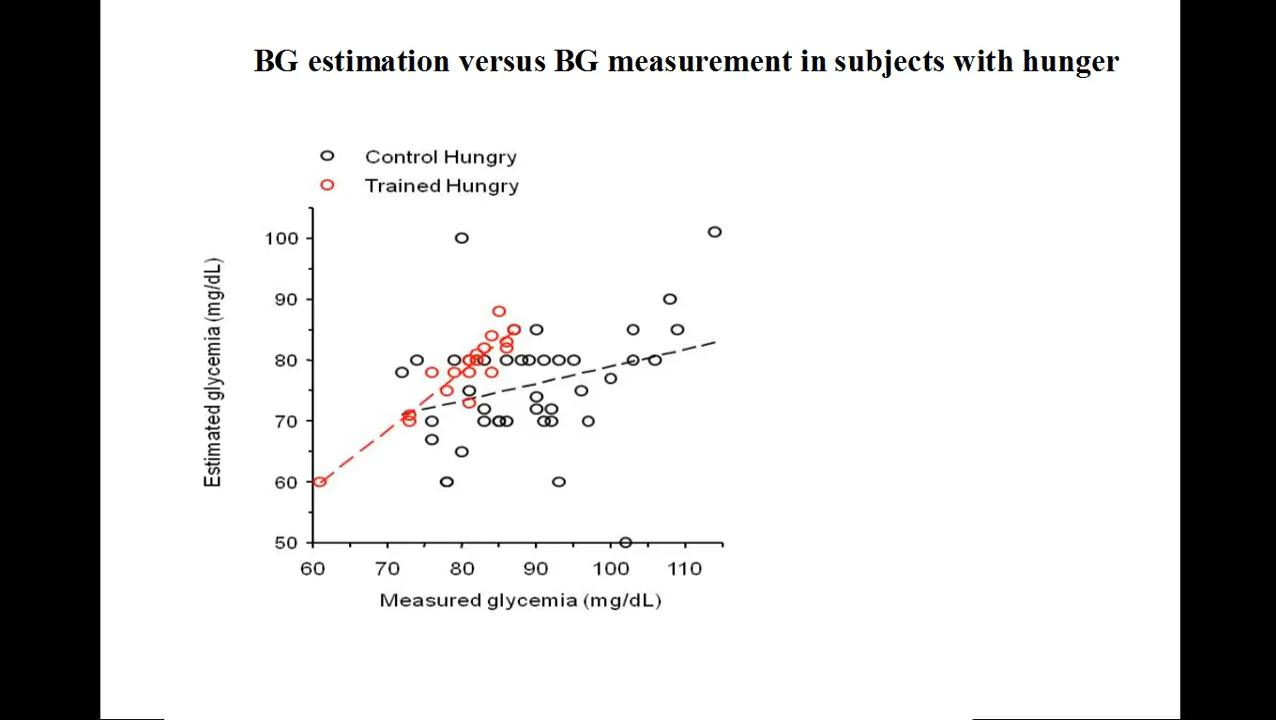 BG estimation versus BG measurement in subjects with hunger
Control Hungry
Trained Hungry
Estimated glycemia (mg/dL)
100
90
80
70
60
50
60 70 80 90 100 110
Measured glycemia (mg/dL)